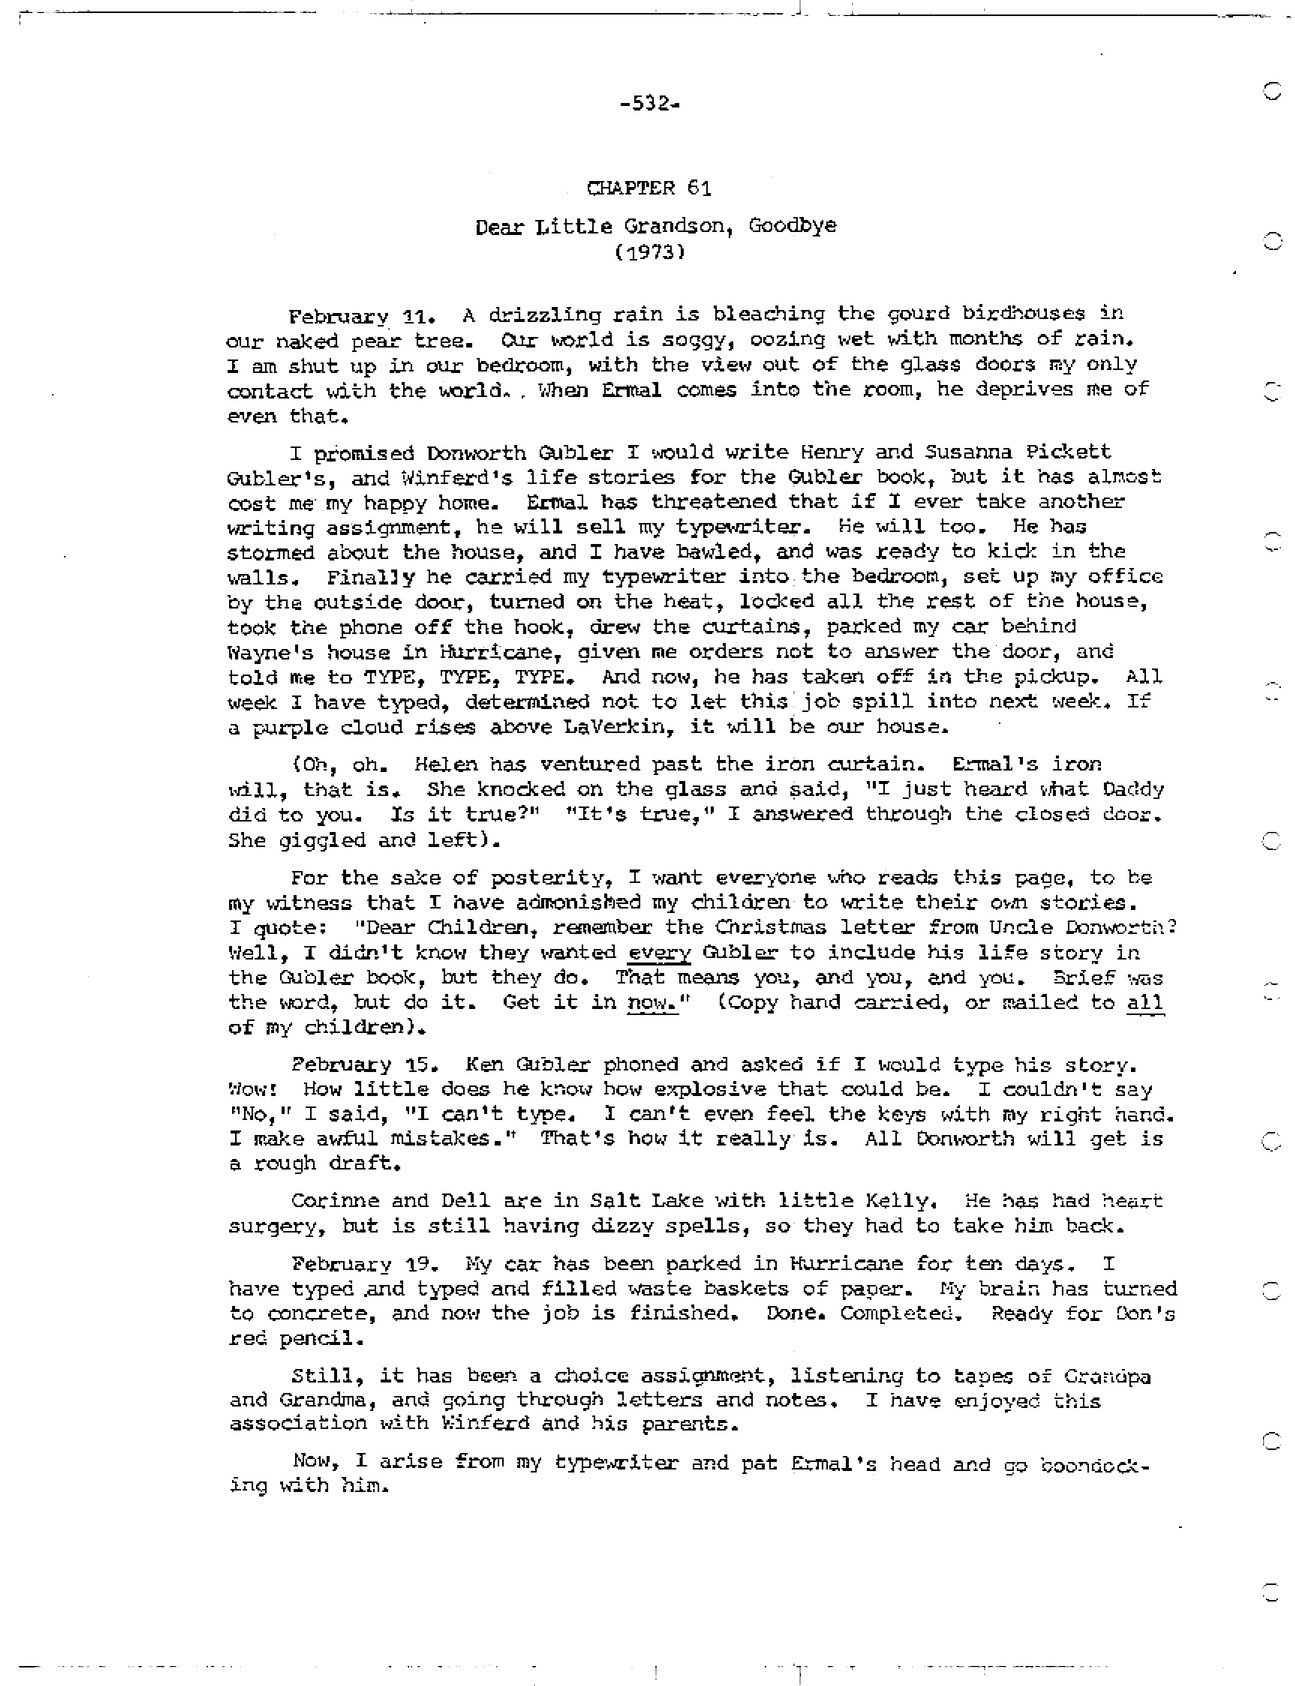 -532-
CHAPTER 61
Dear Little Grandson, Goodbye
(1973)
February 11. A drizzling rain is bleaching the gourd birdhouses in
our naked pear tree. Our world is soggy, oozing wet with months of rain.
I am shut up in our bedroom, with the view out of the glass doors my only
contact with the world. . When Ermal comes into the room, he deprives me of
even that.
I promised Donworth Gubler I would write Henry and Susanna Pickett
Gubler's, and Winferd's life stories for the Gubler book, but it has almost
cost me my happy home. Ermal has threatened that if I ever take another
writing assignment, he will sell my typewriter. He will too. He has
stormed about the house, and I have bawled, and was ready to kick in the
walls. Finally he carried my typewriter into the bedroom, set up my office
by the outside door, turned on the heat, locked all the rest of the house,
took the phone off the hook, drew the curtains, parked my car behind
Wayne's house in Hurricane, given me orders not to answer the door, and
told me to TYPE, TYPE, TYPE. And now, he has taken off in the pickup. All
week I have typed, determined not to let this job spill into next week. If
a purple cloud rises above LaVerkin, it will be our house.
(Oh, oh. Helen has ventured past the iron curtain. Ermal's iron
will, that is. She knocked on the glass and said, "I just heard what Daddy
did to you. Is it true?" "It's true," I answered through the closed door.
She giggled and left).
For the sake of posterity, I want everyone who reads this page, to be
my witness that I have admonished my children to write their own stories.
I quote: "Dear Children, remember the Christmas letter from Uncle Donworth?
Well, I didn't know they wanted every Gubler to include his life story in
the Gubler book, but they do. That means you, and you, and you. Brief was
the word, but do it. Get it in now." (Copy hand carried, or mailed to all
of my children).
February 15. Ken Gubler phoned and asked if I would type his story.
Wow! How little does he know how explosive that could be. I couldn't say
"No," I said, "I can't type. I can't even feel the keys with my right hand.
I make awful mistakes." That's how it really is. All Donworth will get is
a rough draft.
Corinne and Dell are in Salt Lake with little Kelly. He has had heart
surgery, but is still having dizzy spells, so they had to take him back.
February 19. My car has been parked in Hurricane for ten days. I
have typed and typed and filled waste baskets of paper. My brain has turned
to concrete, and now the job is finished. Done. Completed. Ready for Don's
red pencil.
Still, it has been a choice assignment, listening to tapes of Grandpa
and Grandma, and going through letters and notes. I have enjoyed this
association with Winferd and his parents.
Now, I arise from my typewriter and pat Ermal's head and go boondock-
ing with him.